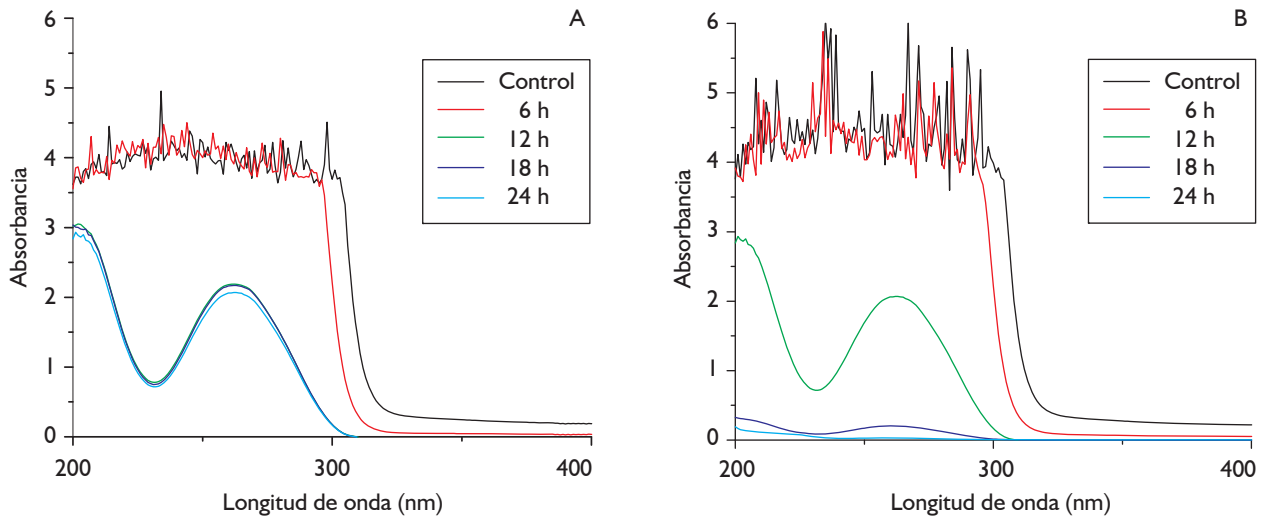 A
6
5
4
3
2
1
0
Absorbancia
200
300
400
Longitud de onda (nm)
Control
6 h
12 h
18 h
24 h
B
6
5
4
3
2
1
0
Absorbancia
200
300
400
Longitud de onda (nm)
Control
6 h
12 h
18 h
24 h